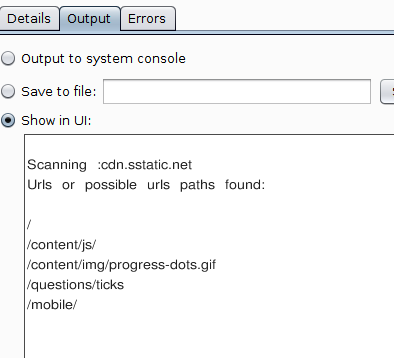 Details Output Errors
Output to system console
Save to file:
Show in UI:
Scanning :cdn.sstatic.net
Urls or possible urls paths found:
/
/content/js/
/content/img/progress-dots.gif
/questions/ticks
/mobile/